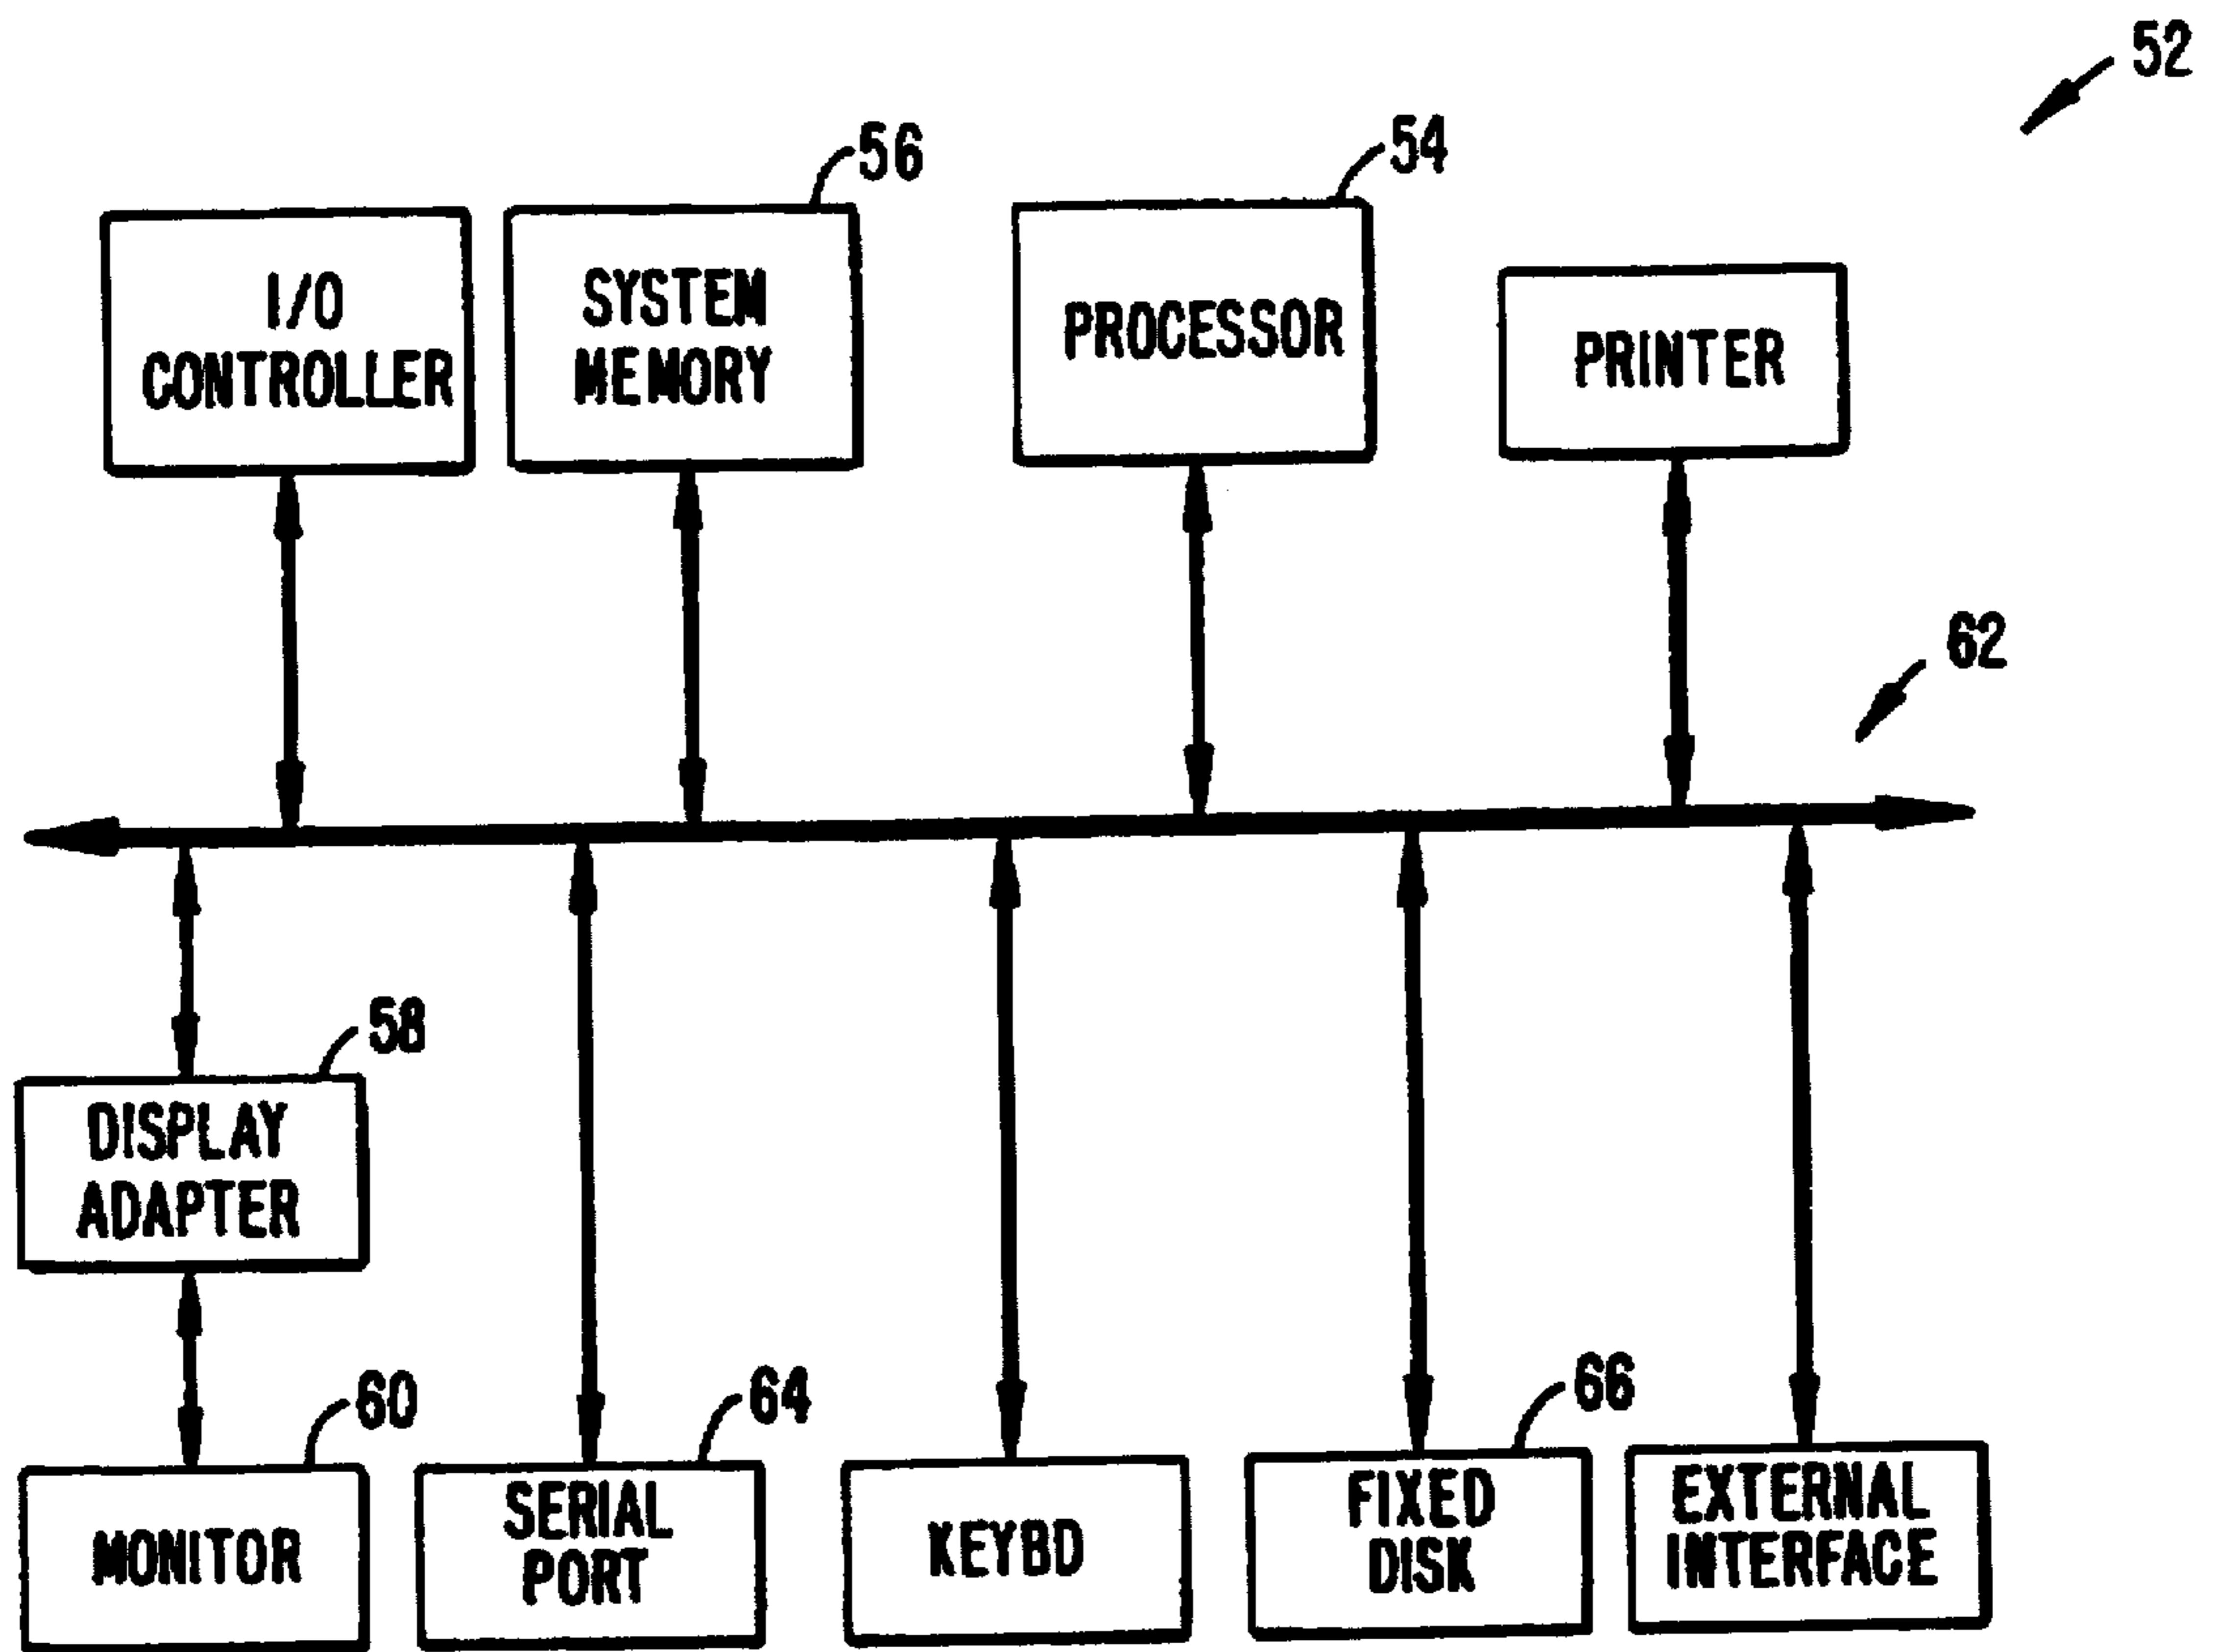 52
56
54
I/O
CONTROLLER
SYSTEM
MEMORY
PROCESSOR
PRINTER
62
58
DISPLAY
ADAPTER
60
64
66
MONITOR
SERIAL
PORT
KEYBD
FIXED
DISK
EXTERNAL
INTERFACE